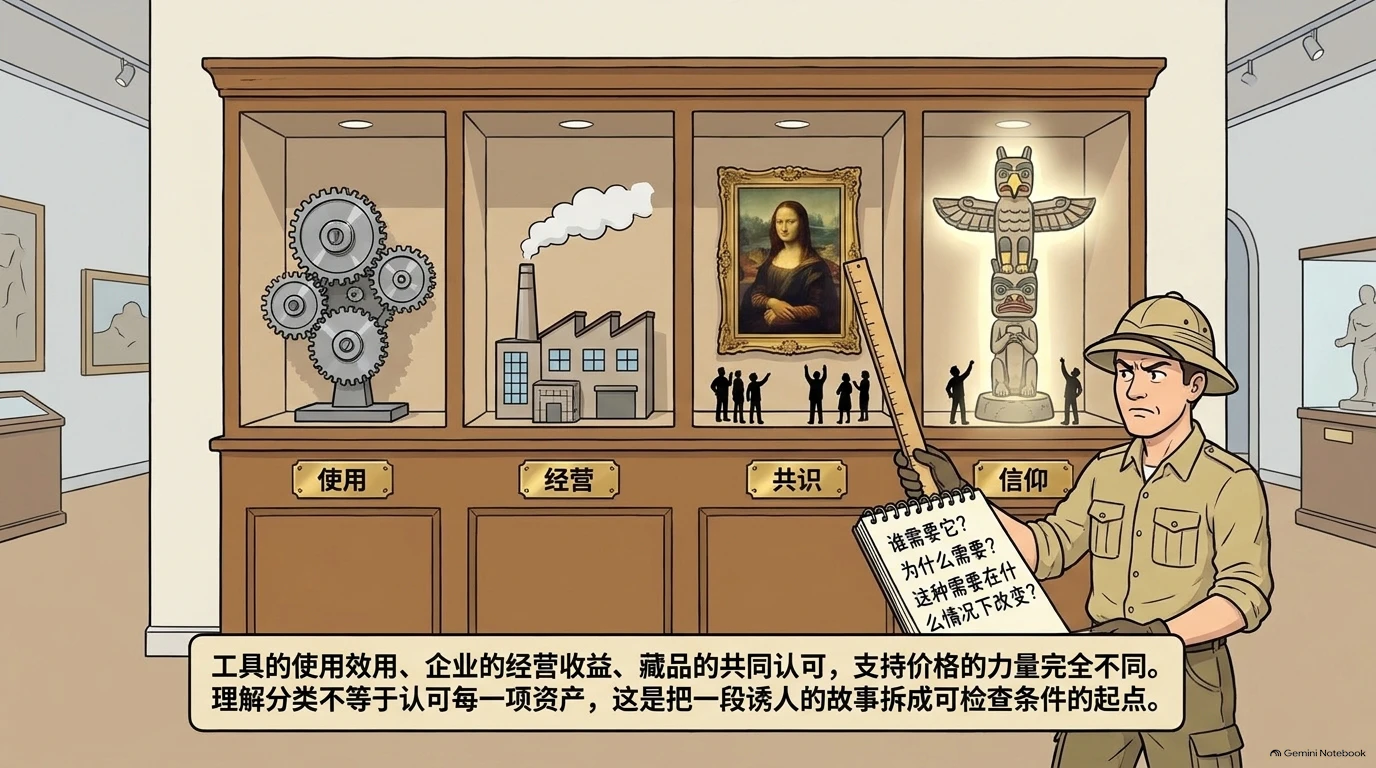 使用
经营
共识
信仰
谁需要它?
为什么需要?
这种需要在什
么情况下改变?
工具的使用效用、企业的经营收益、藏品的共同认可，支持价格的力量完全不同。
理解分类不等于认可每一项资产，这是把一段诱人的故事拆成可检查条件的起点。
Gemini Notebook